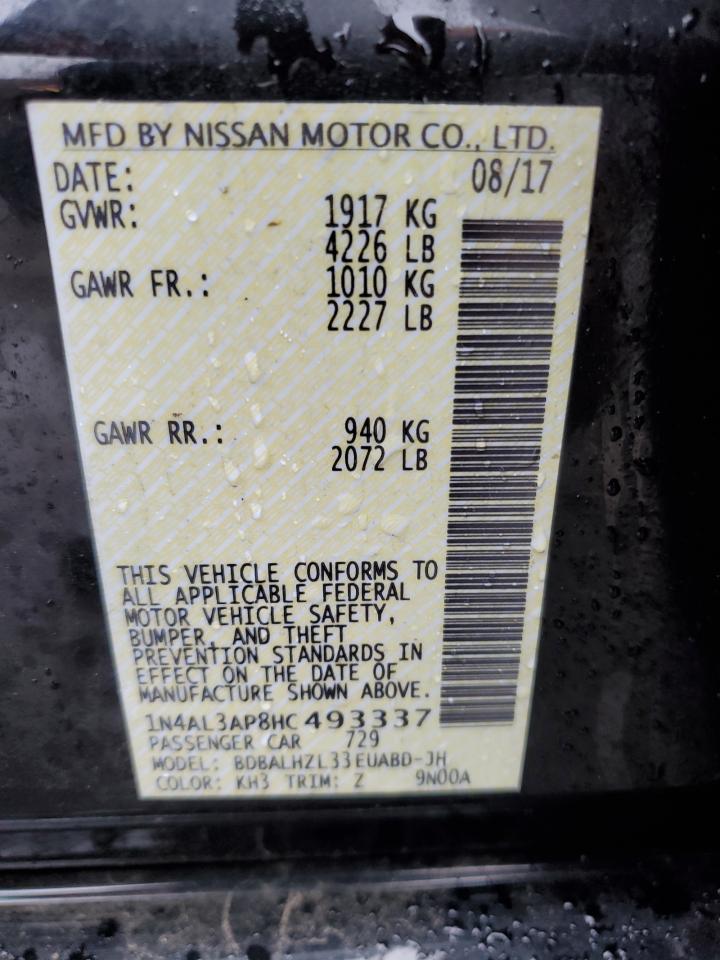 MFD BY NISSAN MOTOR CO., LTD.
DATE: 08/17
GVWR: 1917 KG
4226 LB
GAWR FR.: 1010 KG
2227 LB
GAWR RR.: 940 KG
2072 LB
THIS VEHICLE CONFORMS TO
ALL APPLICABLE FEDERAL
MOTOR VEHICLE SAFETY,
BUMPER, AND THEFT
PREVENTION STANDARDS IN
EFFECT ON THE DATE OF
MANUFACTURE SHOWN ABOVE.
1N4AL3AP8HC493337
PASSENGER CAR 729
MODEL: BDBALHZL33EUABD-JH
COLOR: KH3 TRIM: Z 9N00A